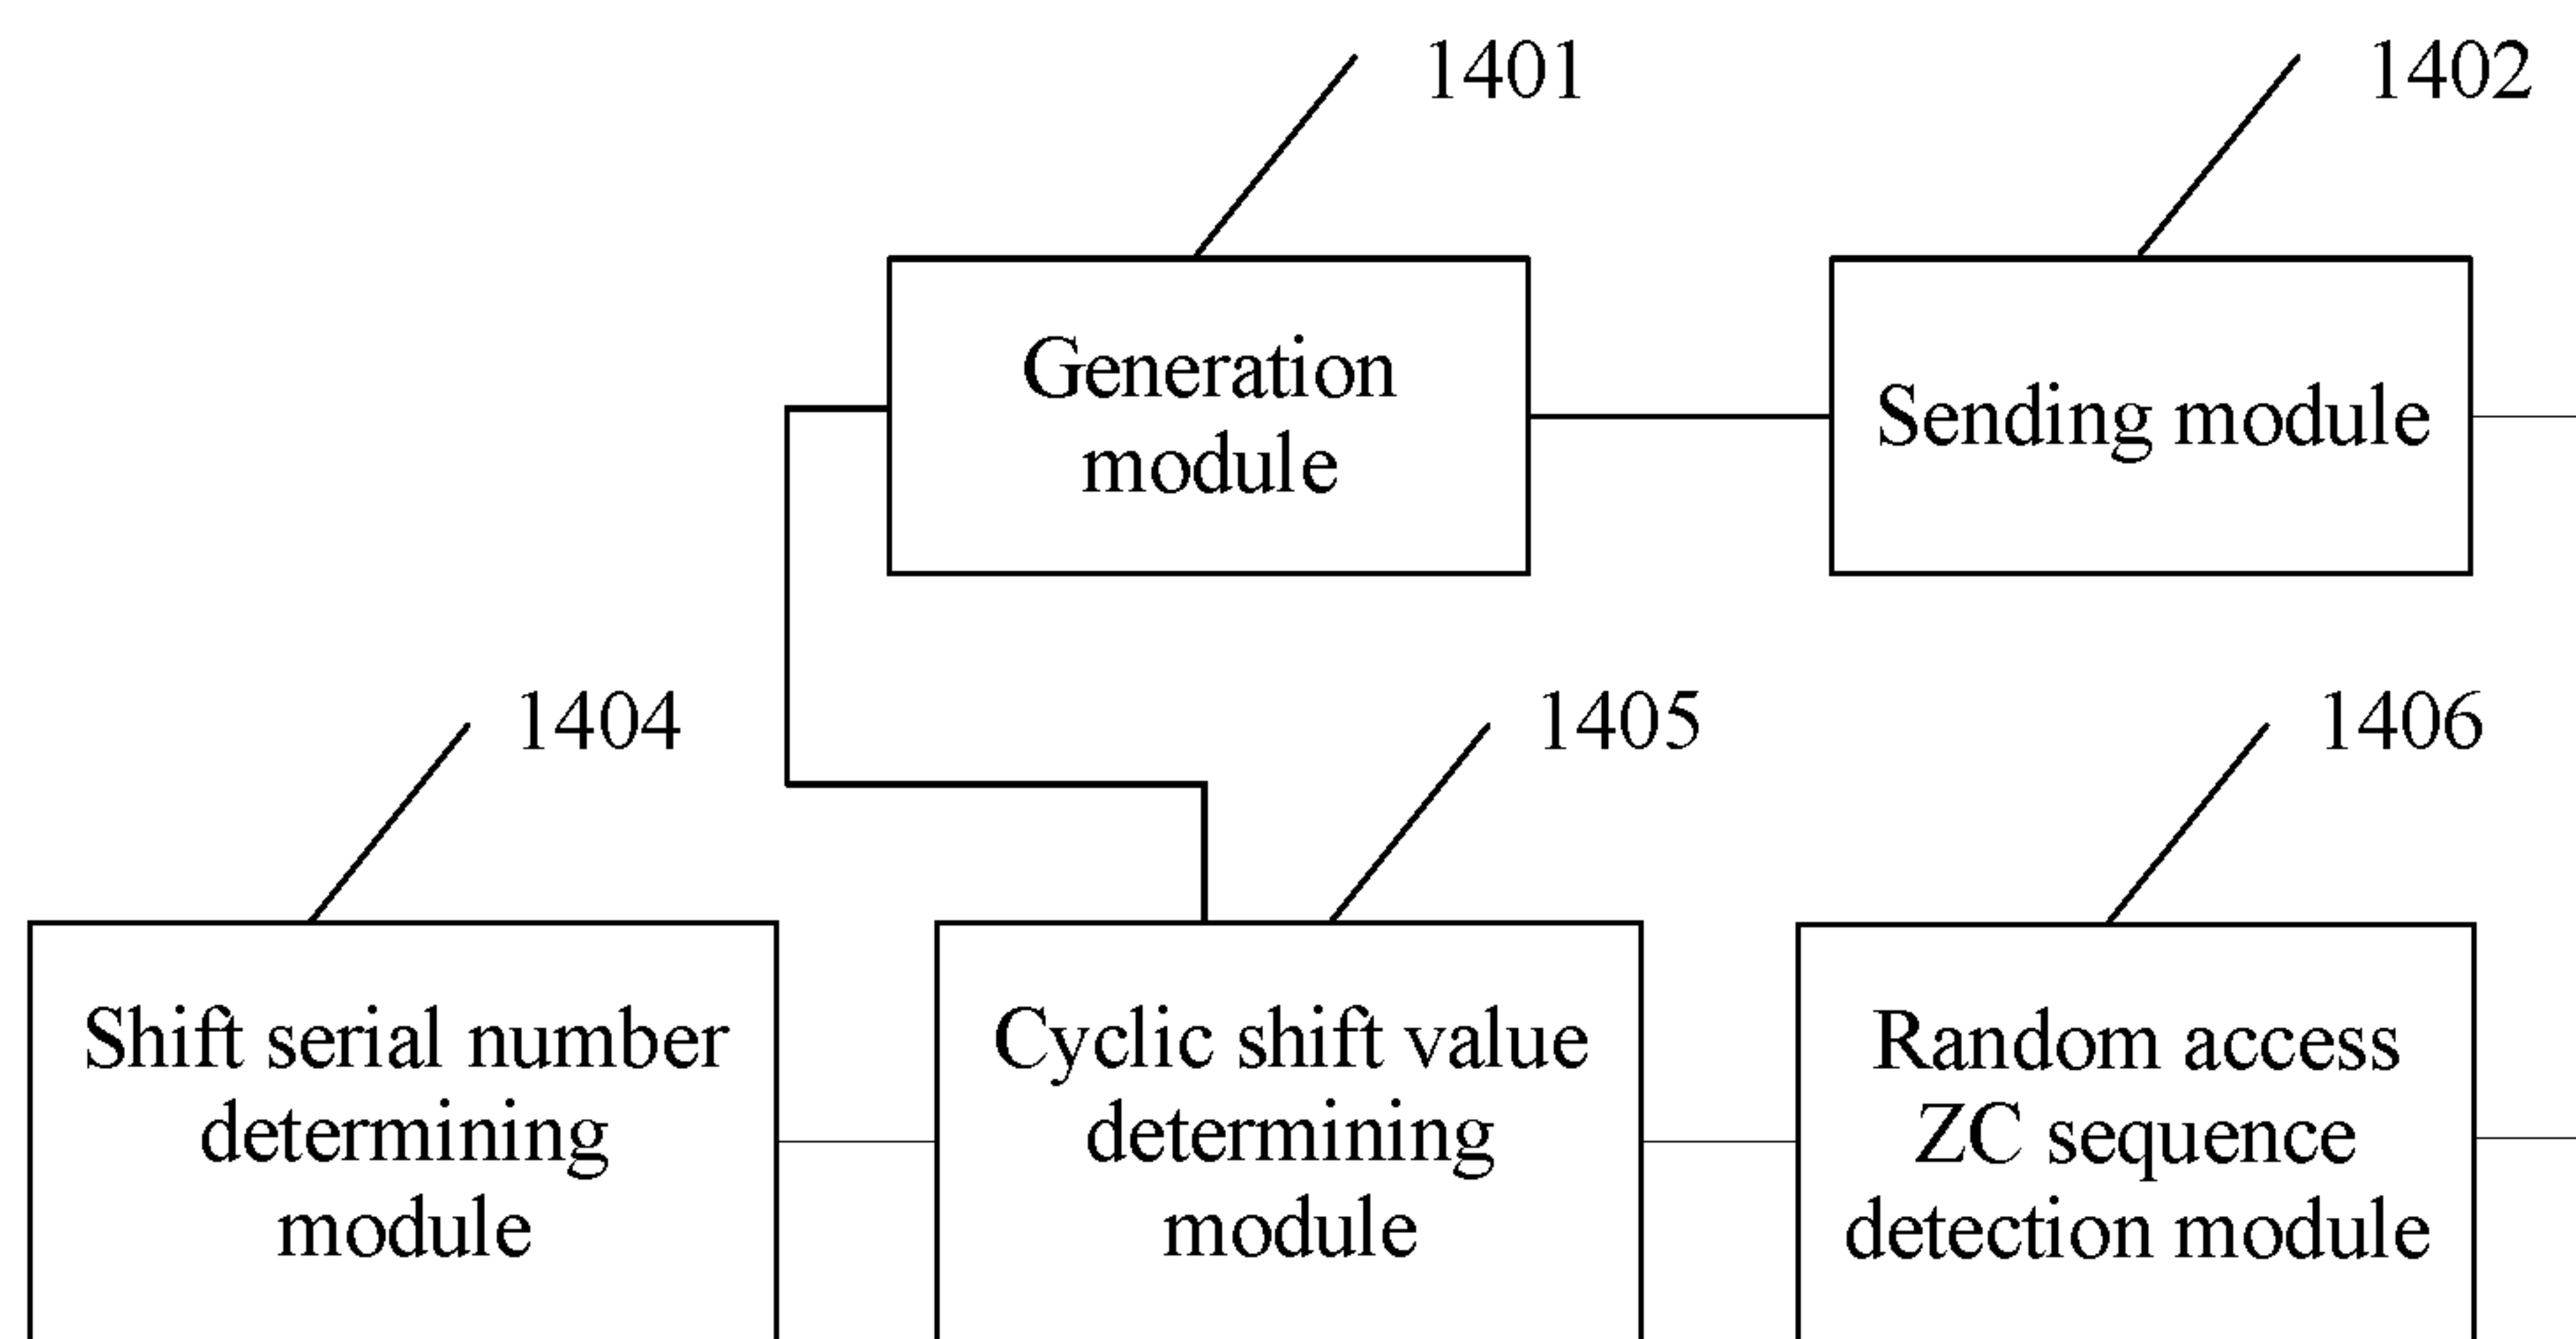 1401
1402
Generation
module
Sending module
1404
1405
1406
Shift serial number
determining
module
Cyclic shift value
determining
module
Random access
ZC sequence
detection module